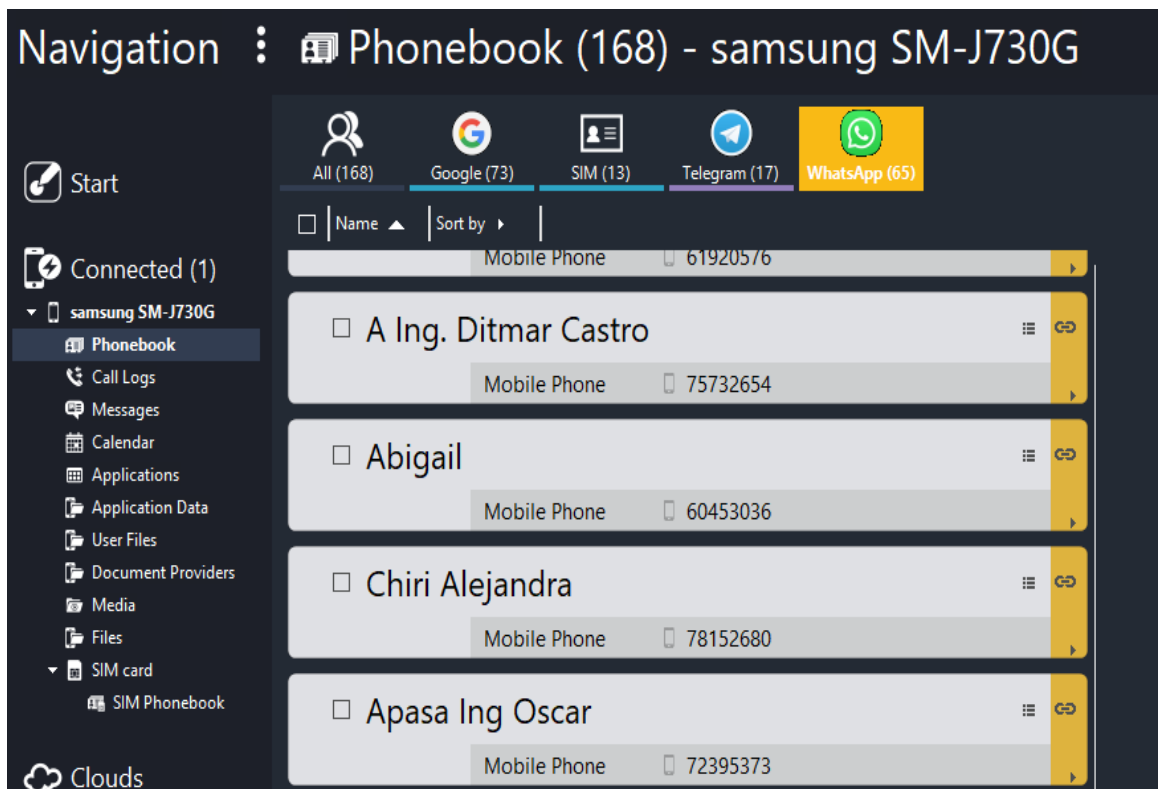 Navigation
Phonebook (168) - samsung SM-J730G
Start
Connected (1)
samsung SM-J730G
Phonebook
Call Logs
Messages
Calendar
Applications
Application Data
User Files
Document Providers
Media
Files
SIM card
SIM Phonebook
Clouds
All (168)
Google (73)
SIM (13)
Telegram (17)
WhatsApp (65)
Name
Sort by
Mobile Phone 61920576
A Ing. Ditmar Castro
Mobile Phone 75732654
Abigail
Mobile Phone 60453036
Chiri Alejandra
Mobile Phone 78152680
Apasa Ing Oscar
Mobile Phone 72395373